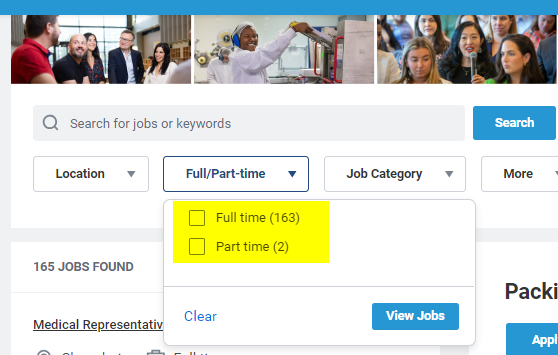 Search for jobs or keywords
Search
Location
Full/Part-time
Job Category
More
Full time (163)
Part time (2)
165 JOBS FOUND
Clear
View Jobs
Medical Representativ
Packi
Appl